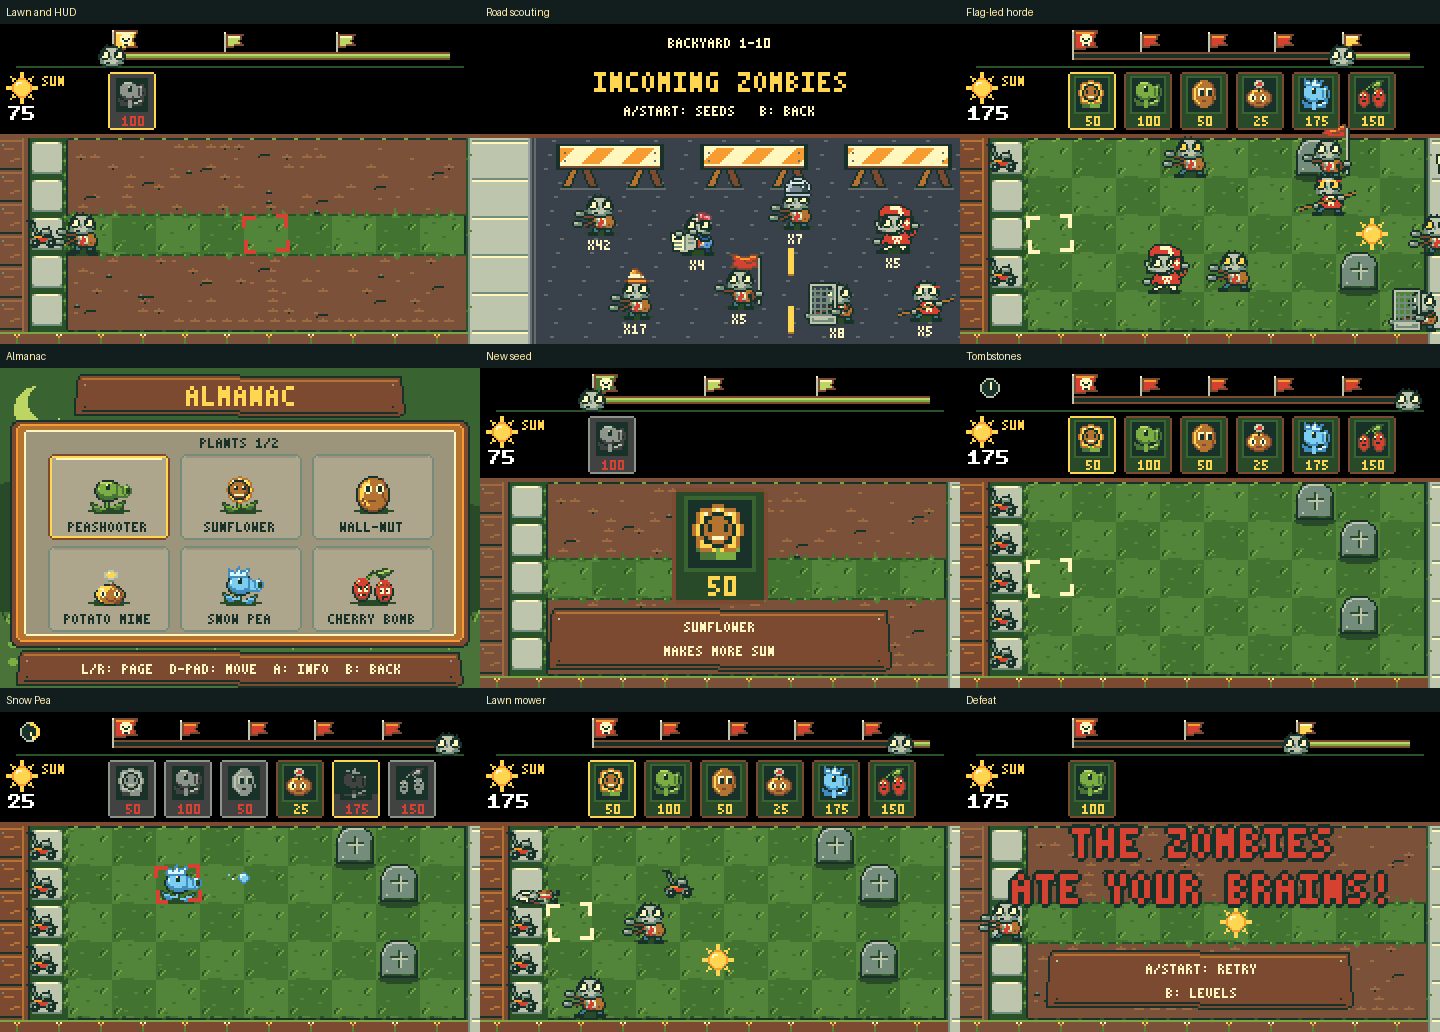 Lawn and HUD
SUN
75
100
Road scouting
BACKYARD 1-10
INCOMING ZOMBIES
A/START: SEEDS B: BACK
X42
X4
X7
X5
X17
X5
X8
X5
Flag-led horde
SUN
175
50 100 50 25 175 150
Almanac
ALMANAC
PLANTS 1/2
PEASHOOTER SUNFLOWER WALL-NUT
POTATO MINE SNOW PEA CHERRY BOMB
L/R: PAGE D-PAD: MOVE A: INFO B: BACK
New seed
SUN
75
100
50
SUNFLOWER
MAKES MORE SUN
Tombstones
SUN
175
50 100 50 25 175 150
Snow Pea
SUN
25
50 100 50 25 175 150
Lawn mower
SUN
175
50 100 50 25 175 150
Defeat
SUN
175
100
THE ZOMBIES
ATE YOUR BRAINS!
A/START: RETRY
B: LEVELS